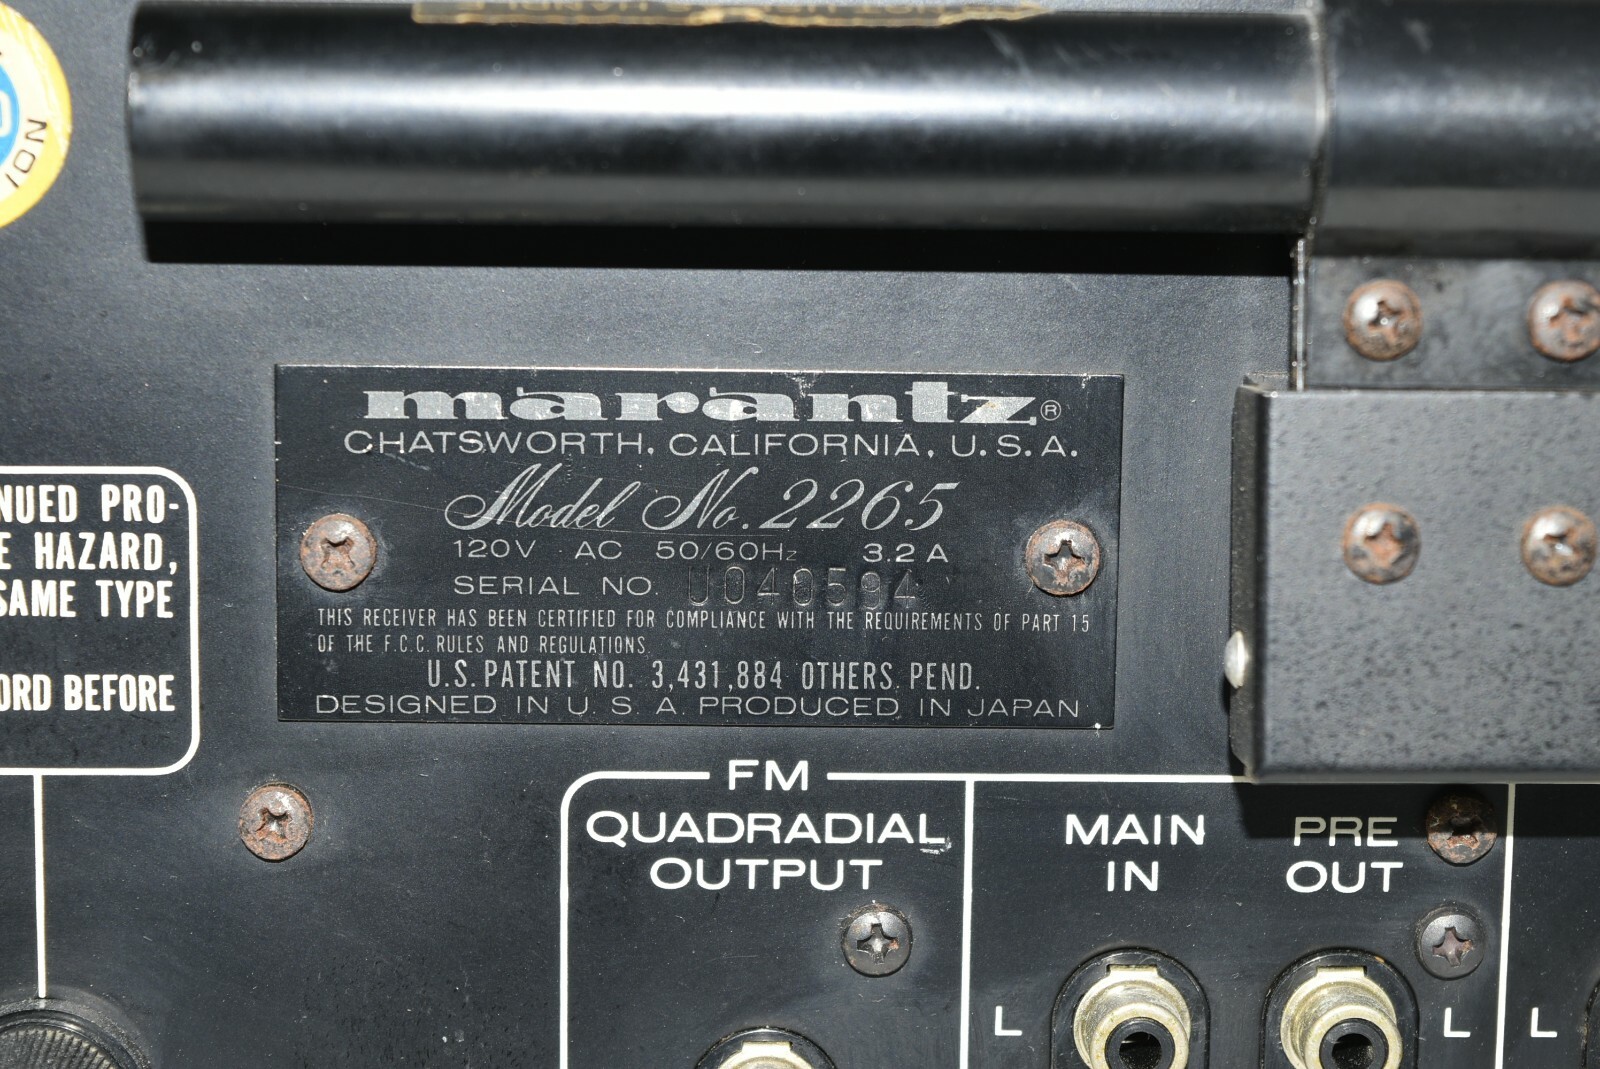 ION
marantz®
CHATSWORTH, CALIFORNIA, U.S.A.
Model No. 2265
120V AC 50/60Hz 3.2 A
SERIAL NO. U040594
THIS RECEIVER HAS BEEN CERTIFIED FOR COMPLIANCE WITH THE REQUIREMENTS OF PART 15
OF THE F.C.C. RULES AND REGULATIONS.
U.S. PATENT NO. 3,431,884 OTHERS PEND.
DESIGNED IN U.S.A. PRODUCED IN JAPAN
NUED PRO-
E HAZARD,
SAME TYPE
ORD BEFORE
FM
QUADRADIAL
OUTPUT
MAIN
IN
PRE
OUT
L
L
L